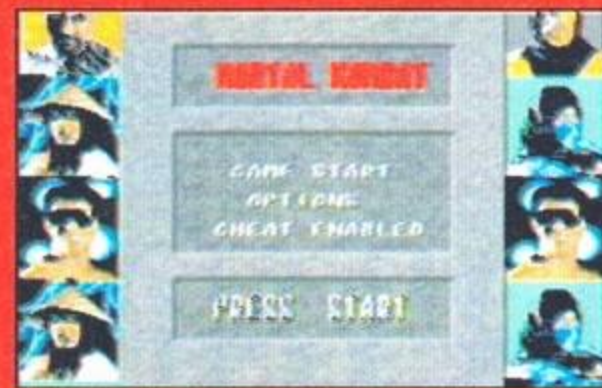 MORTAL KOMBAT
GAME START
OPTIONS
CHEAT ENABLED
PRESS START